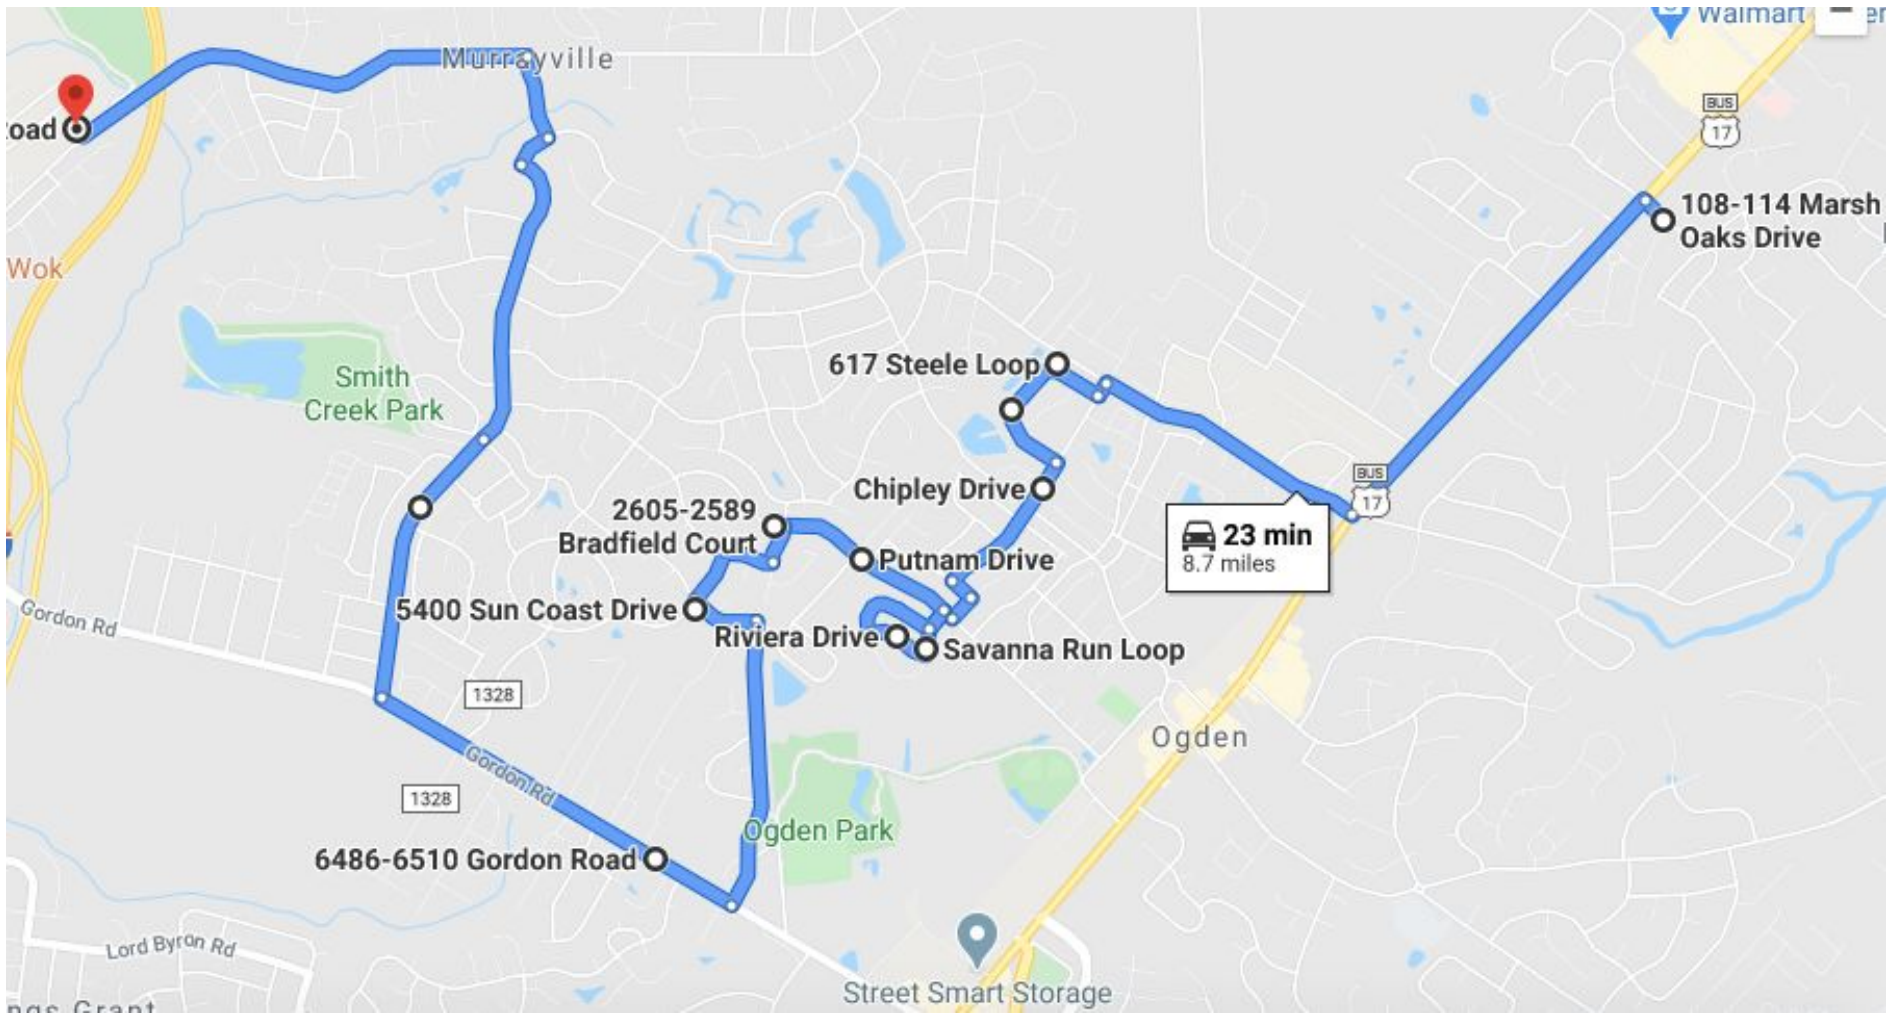 Walmart
Murrayville
BUS
17
oad
108-114 Marsh
Oaks Drive
Wok
617 Steele Loop
Smith
Creek Park
BUS
17
Chipley Drive
2605-2589
Bradfield Court
23 min
8.7 miles
Putnam Drive
5400 Sun Coast Drive
Gordon Rd
Riviera Drive
Savanna Run Loop
1328
Ogden
Gordon Rd
1328
Ogden Park
6486-6510 Gordon Road
Lord Byron Rd
Street Smart Storage
ngs Grant